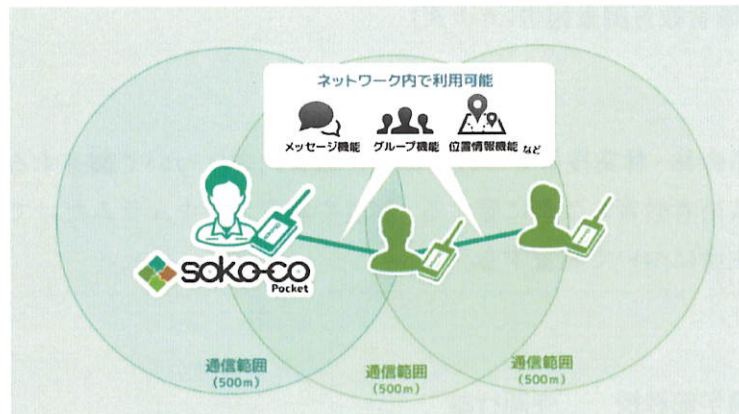 ネットワーク内で利用可能
メッセージ機能 グループ機能 位置情報機能 など
soko-co
Pocket
通信範囲
(500m)
通信範囲
(500m)
通信範囲
(500m)